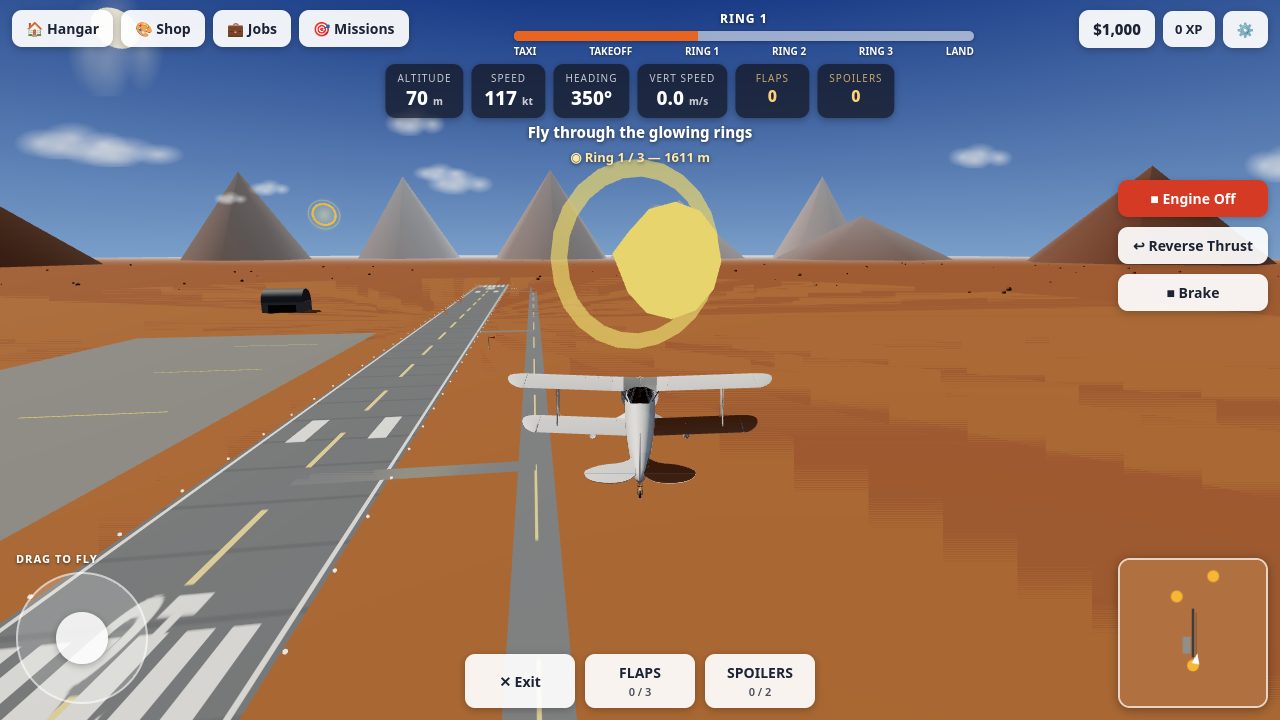 🏠 Hangar
🎨 Shop
💼 Jobs
🎯 Missions
RING 1
TAXI TAKEOFF RING 1 RING 2 RING 3 LAND
$1,000
0 XP
⚙️
ALTITUDE
70 m
SPEED
117 kt
HEADING
350°
VERT SPEED
0.0 m/s
FLAPS
0
SPOILERS
0
Fly through the glowing rings
◉ Ring 1 / 3 — 1611 m
■ Engine Off
↩ Reverse Thrust
■ Brake
DRAG TO FLY
✕ Exit
FLAPS
0 / 3
SPOILERS
0 / 2